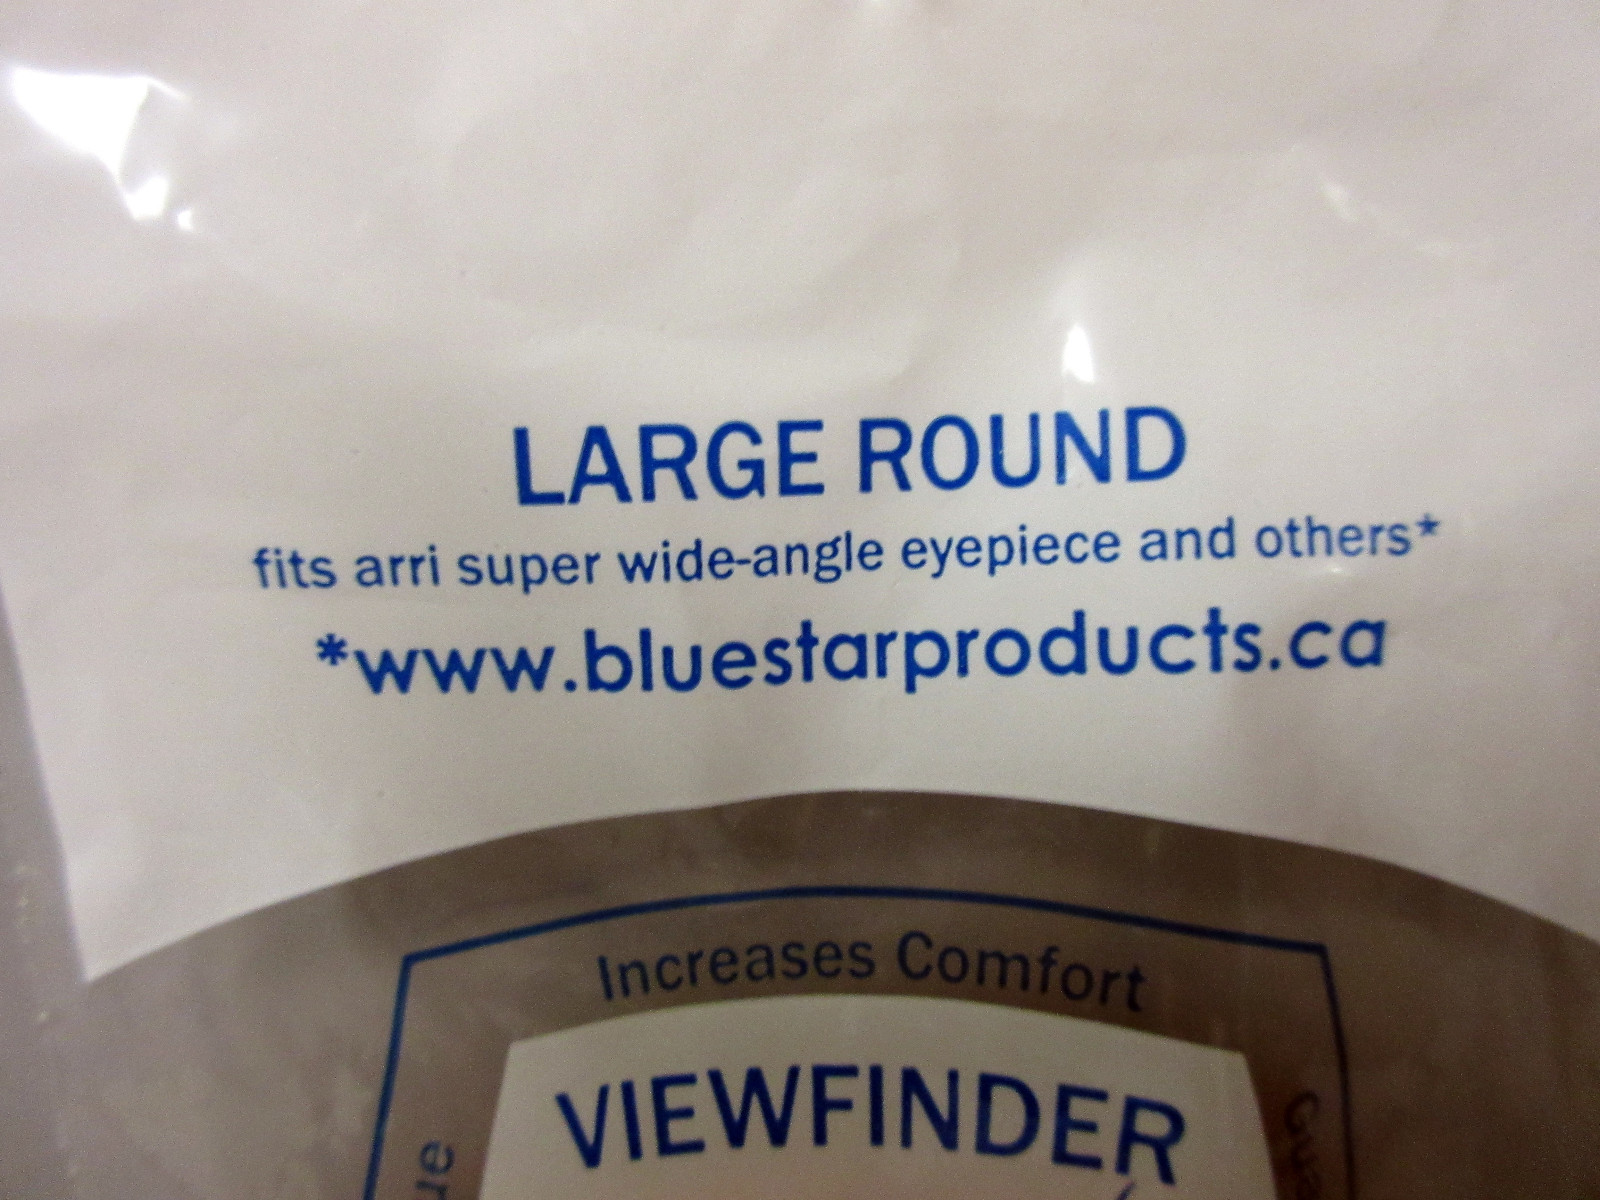 LARGE ROUND
fits arri super wide-angle eyepiece and others*
*www.bluestarproducts.ca
Increases Comfort
VIEWFINDER